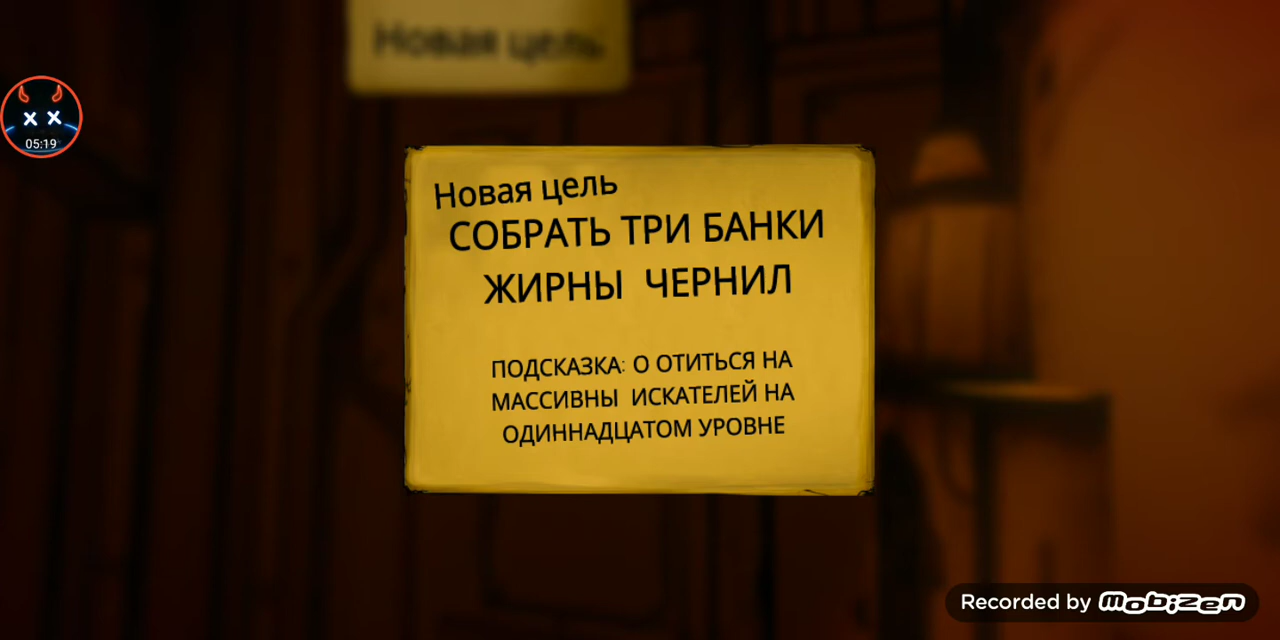 Новая цель
05:19
Новая цель
СОБРАТЬ ТРИ БАНКИ
ЖИРНЫ ЧЕРНИЛ
ПОДСКАЗКА: О ОТИТЬСЯ НА
МАССИВНЫ ИСКАТЕЛЕЙ НА
ОДИННАДЦАТОМ УРОВНЕ
Recorded by mobizen